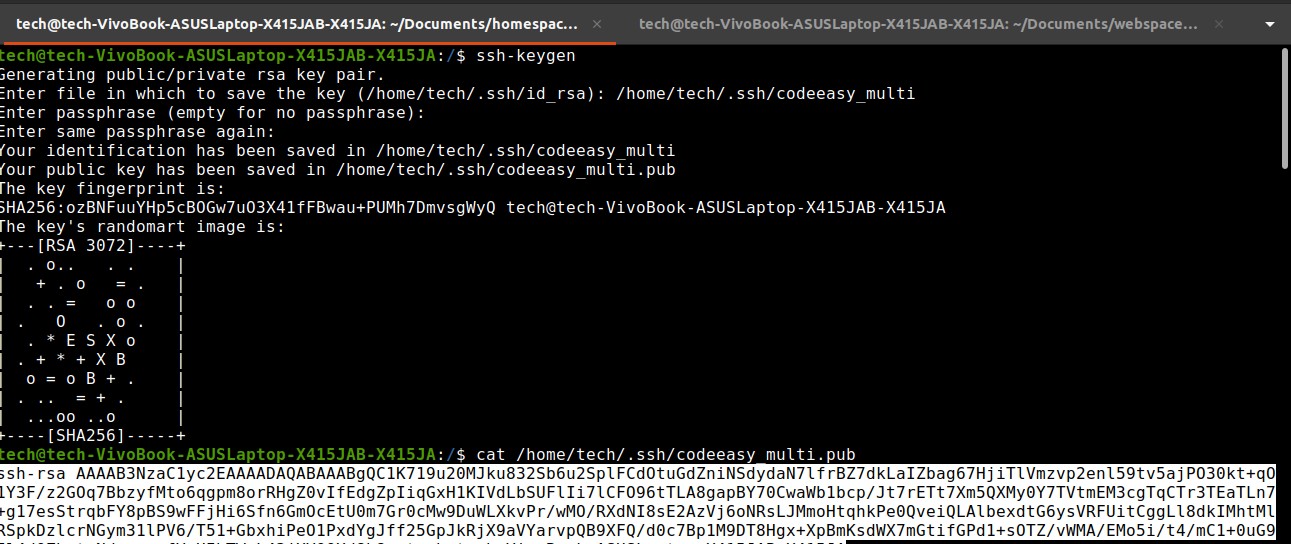 tech@tech-VivoBook-ASUSLaptop-X415JAB-X415JA: ~/Documents/homespac... × tech@tech-VivoBook-ASUSLaptop-X415JAB-X415JA: ~/Documents/webspace... ×
tech@tech-VivoBook-ASUSLaptop-X415JAB-X415JA:/$ ssh-keygen
Generating public/private rsa key pair.
Enter file in which to save the key (/home/tech/.ssh/id_rsa): /home/tech/.ssh/codeeasy_multi
Enter passphrase (empty for no passphrase):
Enter same passphrase again:
Your identification has been saved in /home/tech/.ssh/codeeasy_multi
Your public key has been saved in /home/tech/.ssh/codeeasy_multi.pub
The key fingerprint is:
SHA256:ozBNFuuYHp5cBOGw7uO3X41fFBwau+PUMh7DmvsgWyQ tech@tech-VivoBook-ASUSLaptop-X415JAB-X415JA
The key's randomart image is:
+---[RSA 3072]----+
|  . o..   . .    |
|   + . o   = .   |
|  . . =   o o    |
| .   O   . o .   |
|  . * E S X o    |
| . + * + X B     |
|  o = o B + .    |
| . ..  = + .     |
|  ...oo ..o      |
+----[SHA256]-----+
tech@tech-VivoBook-ASUSLaptop-X415JAB-X415JA:/$ cat /home/tech/.ssh/codeeasy_multi.pub
ssh-rsa AAAAB3NzaC1yc2EAAAADAQABAAABgQC1K719u20MJku832Sb6u2SplFCdOtuGdZniNSdydaN7lfrBZ7dkLaIZbag67HjiTlVmzvp2enl59tv5ajPO30kt+qO
1Y3F/z2GOq7BbzyfMto6qgpm8orRHgZ0vIfEdgZpIiqGxH1KIVdLbSUFlIi7lCFO96tTLA8gapBY70CwaWb1bcp/Jt7rETt7Xm5QXMy0Y7TVtmEM3cgTqCTr3TEaTLn7
+g17esStrqbFY8pBS9wFFjHi6Sfn6GmOcEtU0m7Gr0cMw9DuWLXkvPr/wMO/RXdNI8sE2AzVj6oNRsLJMmoHtqhkPe0QveiQLAlbexdtG6ysVRFUitCggLl8dkIMhtMl
RSpkDzlcrNGym31lPV6/T51+GbxhiPeO1PxdYgJff25GpJkRjX9aVYarvpQB9XFQ/d0c7Bp1M9DT8Hgx+XpBmKsdWX7mGtifGPd1+sOTZ/vWMA/EMo5i/t4/mC1+0uG9